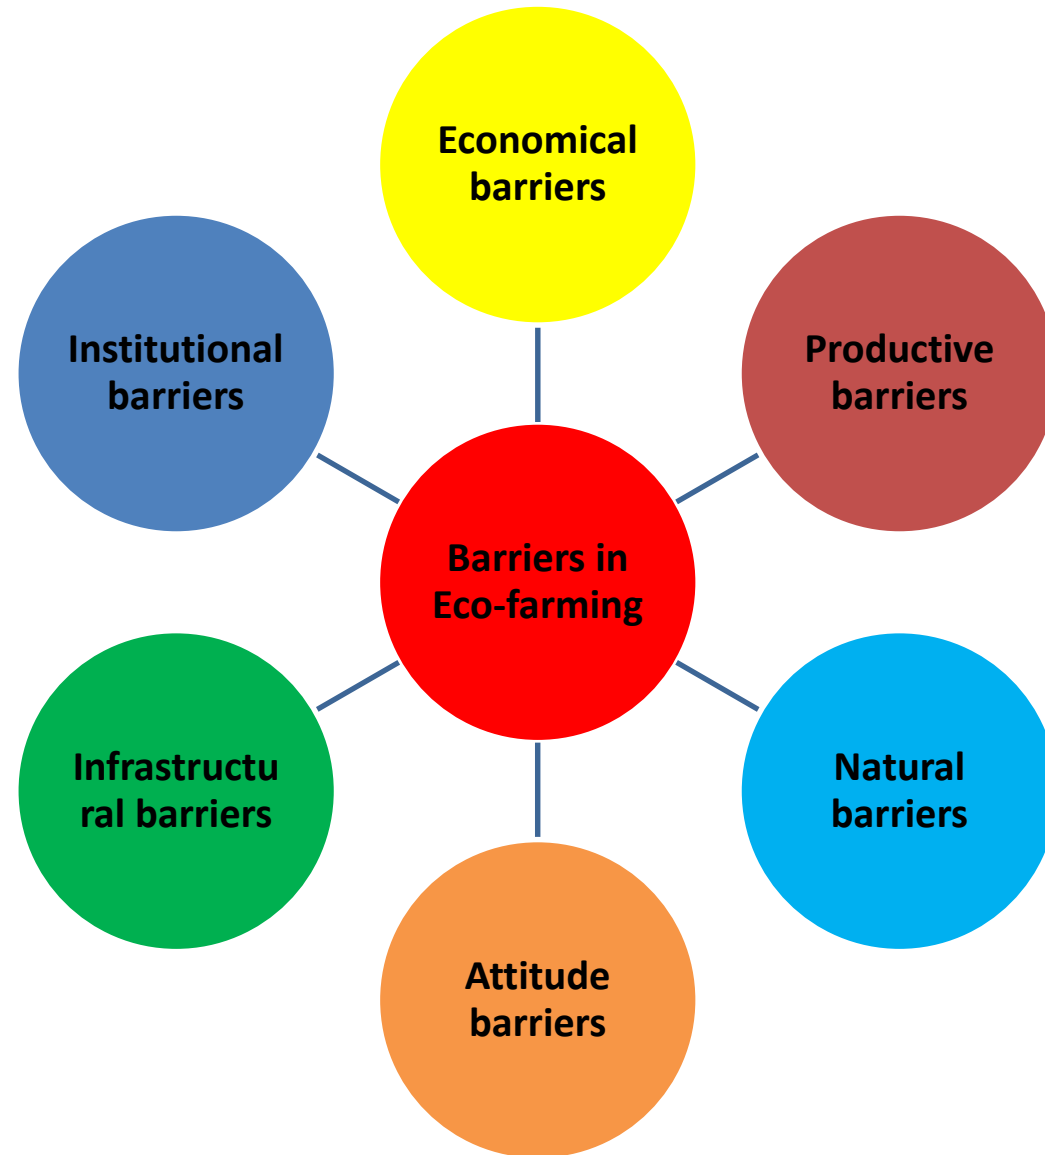 Economical
barriers
Institutional
barriers
Productive
barriers
Barriers in
Eco-farming
Infrastructu
ral barriers
Natural
barriers
Attitude
barriers